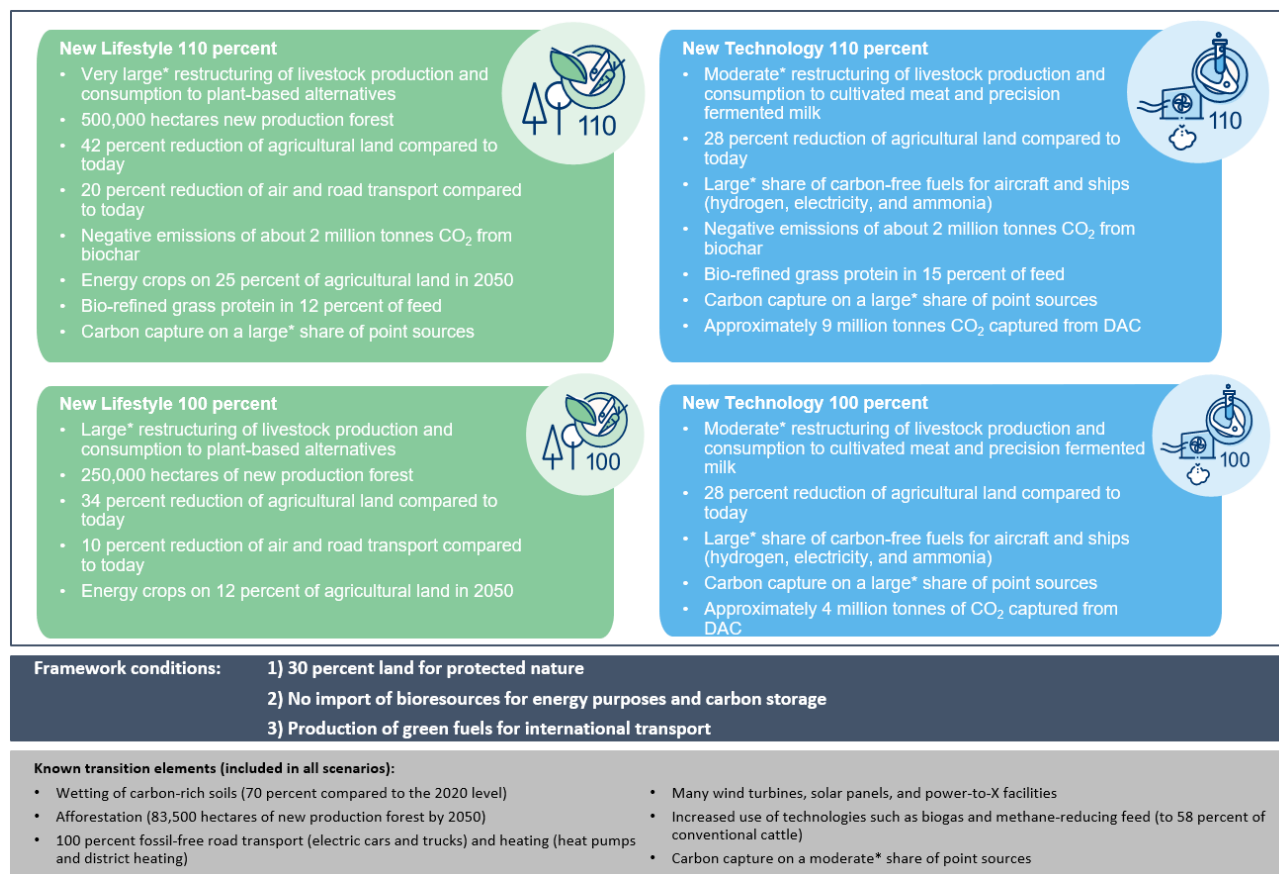 New Lifestyle 110 percent
• Very large* restructuring of livestock production and
consumption to plant-based alternatives
• 500,000 hectares new production forest
• 42 percent reduction of agricultural land compared to
today
• 20 percent reduction of air and road transport compared
to today
• Negative emissions of about 2 million tonnes CO₂ from
biochar
• Energy crops on 25 percent of agricultural land in 2050
• Bio-refined grass protein in 12 percent of feed
• Carbon capture on a large* share of point sources
110
New Technology 110 percent
• Moderate* restructuring of livestock production and
consumption to cultivated meat and precision
fermented milk
• 28 percent reduction of agricultural land compared to
today
• Large* share of carbon-free fuels for aircraft and ships
(hydrogen, electricity, and ammonia)
• Negative emissions of about 2 million tonnes CO₂ from
biochar
• Bio-refined grass protein in 15 percent of feed
• Carbon capture on a large* share of point sources
• Approximately 9 million tonnes CO₂ captured from DAC
110
New Lifestyle 100 percent
• Large* restructuring of livestock production and
consumption to plant-based alternatives
• 250,000 hectares of new production forest
• 34 percent reduction of agricultural land compared to
today
• 10 percent reduction of air and road transport compared
to today
• Energy crops on 12 percent of agricultural land in 2050
100
New Technology 100 percent
• Moderate* restructuring of livestock production and
consumption to cultivated meat and precision fermented
milk
• 28 percent reduction of agricultural land compared to
today
• Large* share of carbon-free fuels for aircraft and ships
(hydrogen, electricity, and ammonia)
• Carbon capture on a large* share of point sources
• Approximately 4 million tonnes of CO₂ captured from
DAC
100
Framework conditions: 1) 30 percent land for protected nature
2) No import of bioresources for energy purposes and carbon storage
3) Production of green fuels for international transport
Known transition elements (included in all scenarios):
• Wetting of carbon-rich soils (70 percent compared to the 2020 level)
• Afforestation (83,500 hectares of new production forest by 2050)
• 100 percent fossil-free road transport (electric cars and trucks) and heating (heat pumps
and district heating)
• Many wind turbines, solar panels, and power-to-X facilities
• Increased use of technologies such as biogas and methane-reducing feed (to 58 percent of
conventional cattle)
• Carbon capture on a moderate* share of point sources